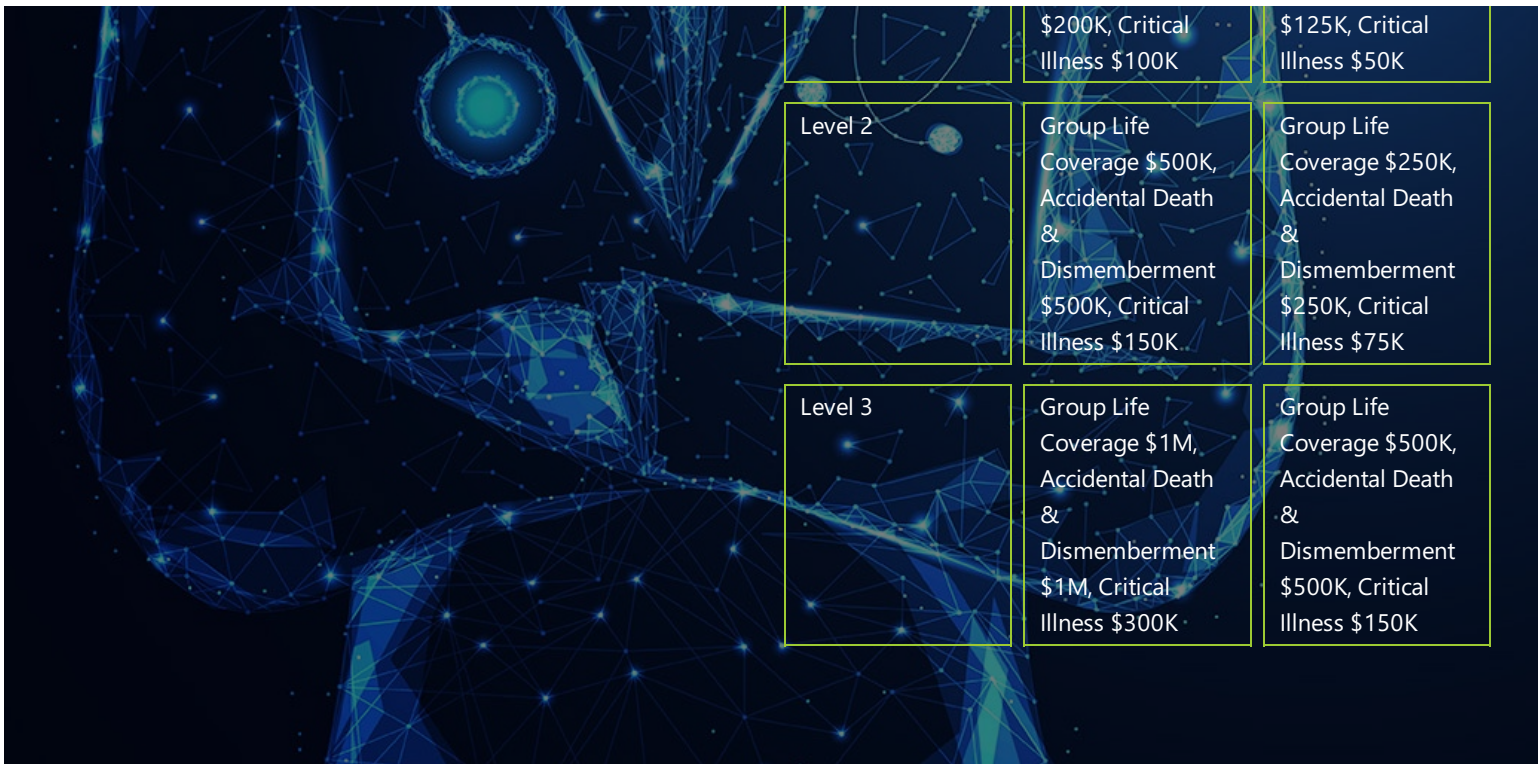 $200K, Critical
Illness $100K
$125K, Critical
Illness $50K
Level 2
Group Life
Coverage $500K,
Accidental Death
&
Dismemberment
$500K, Critical
Illness $150K
Group Life
Coverage $250K,
Accidental Death
&
Dismemberment
$250K, Critical
Illness $75K
Level 3
Group Life
Coverage $1M,
Accidental Death
&
Dismemberment
$1M, Critical
Illness $300K
Group Life
Coverage $500K,
Accidental Death
&
Dismemberment
$500K, Critical
Illness $150K